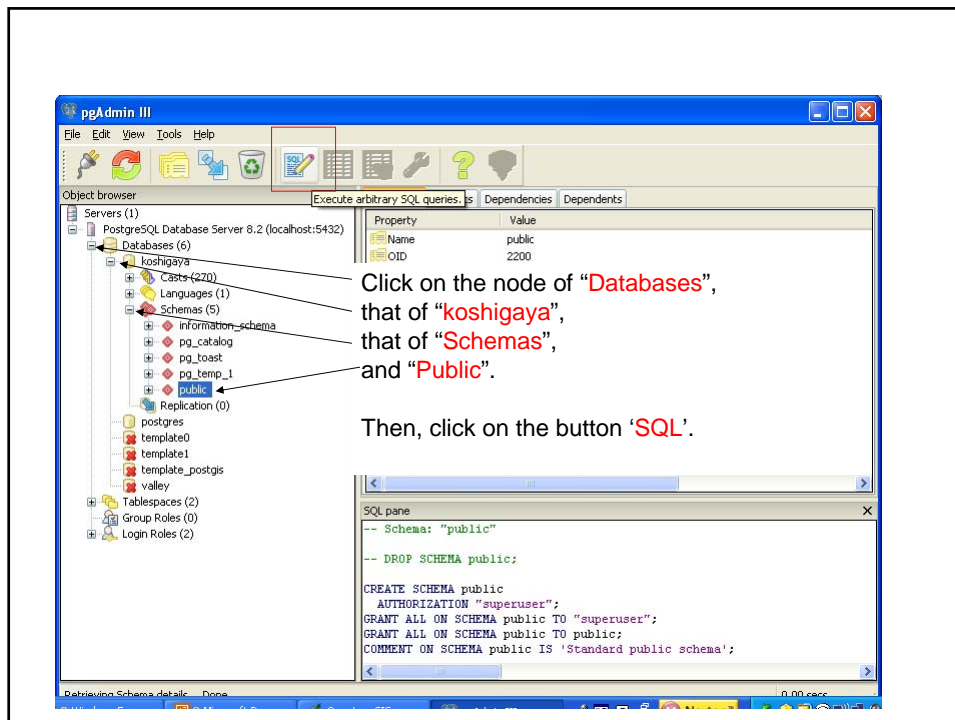 pgAdmin III
File Edit View Tools Help
SQL
Execute arbitrary SQL queries.
Object browser
Dependencies Dependents
Servers (1)
PostgreSQL Database Server 8.2 (localhost:5432)
Databases (6)
koshigaya
Casts (270)
Languages (1)
Schemas (5)
information_schema
pg_catalog
pg_toast
pg_temp_1
public
Replication (0)
postgres
template0
template1
template_postgis
valley
Tablespaces (2)
Group Roles (0)
Login Roles (2)
Property Value
Name public
OID 2200
Click on the node of “Databases”,
that of “koshigaya”,
that of “Schemas”,
and “Public”.
Then, click on the button ‘SQL’.
SQL pane
-- Schema: "public"
-- DROP SCHEMA public;
CREATE SCHEMA public
AUTHORIZATION "superuser";
GRANT ALL ON SCHEMA public TO "superuser";
GRANT ALL ON SCHEMA public TO public;
COMMENT ON SCHEMA public IS 'Standard public schema';
Retrieving Schema details... Done.
0.00 secs